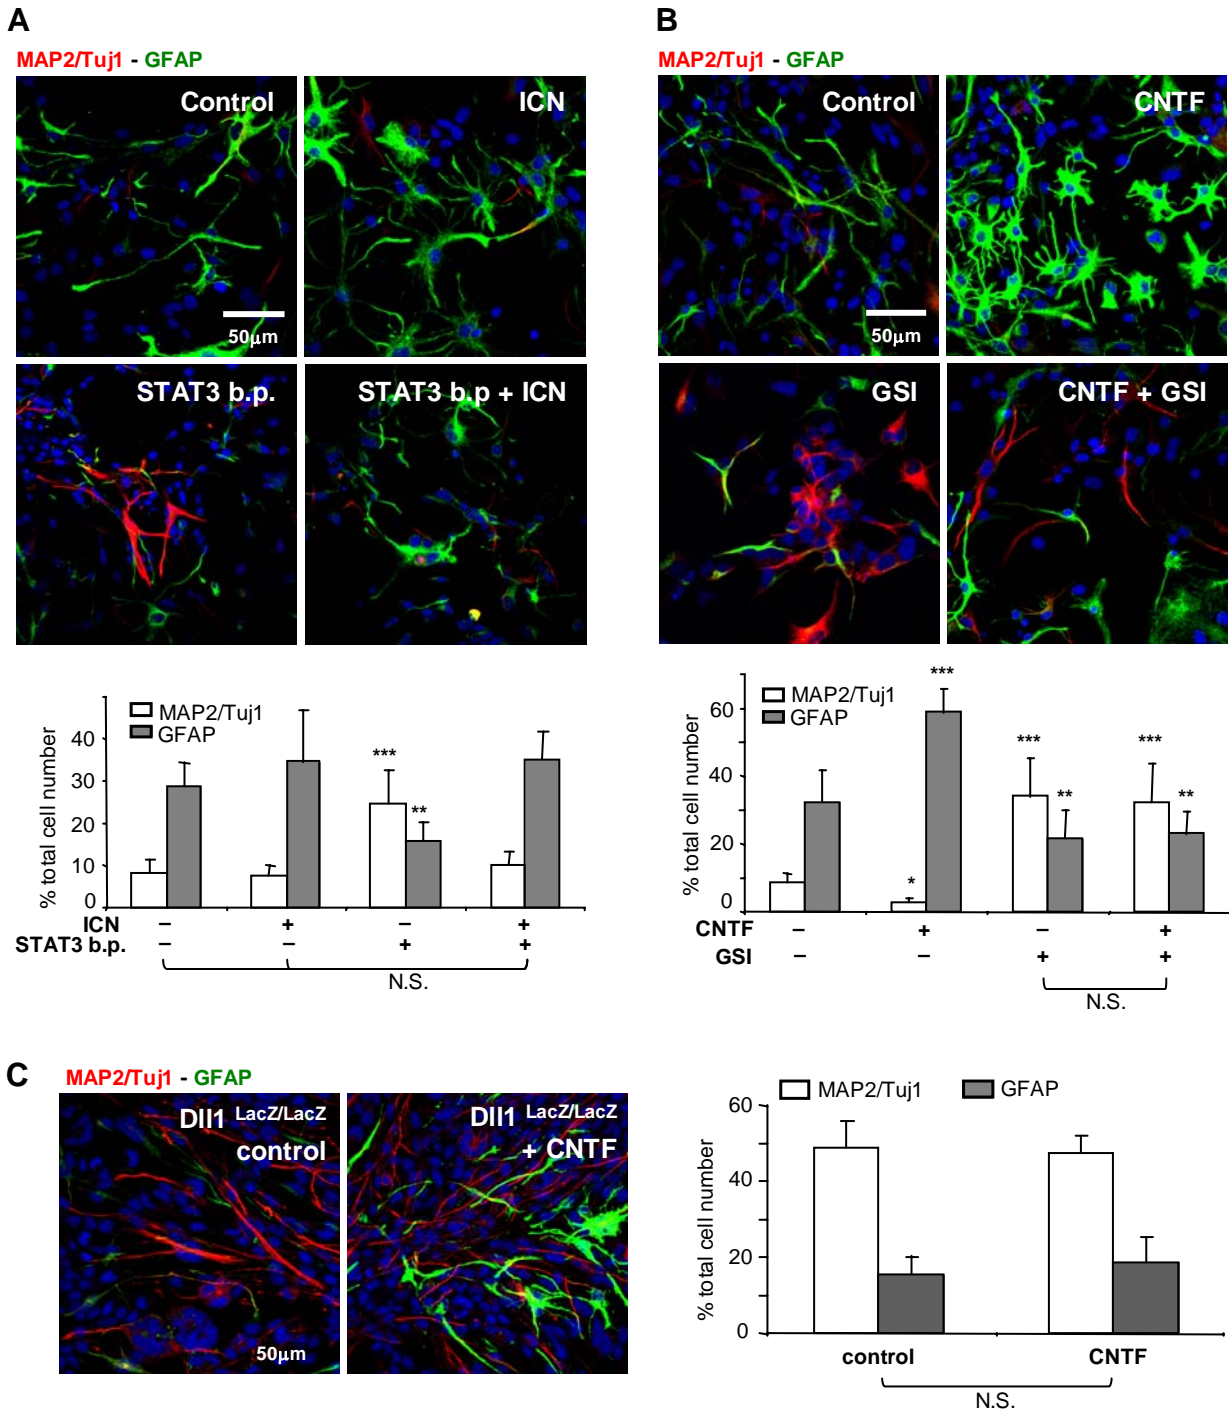 A
MAP2/Tuj1 - GFAP
Control
ICN
50μm
STAT3 b.p.
STAT3 b.p + ICN
MAP2/Tuj1
GFAP
% total cell number
40
30
20
10
0
***
**
ICN – + – +
STAT3 b.p. – – + +
N.S.
B
MAP2/Tuj1 - GFAP
Control
CNTF
50μm
GSI
CNTF + GSI
MAP2/Tuj1
GFAP
% total cell number
60
40
20
0
*
***
***
**
***
**
CNTF – + – +
GSI – – + +
N.S.
C
MAP2/Tuj1 - GFAP
Dll1 LacZ/LacZ
control
50μm
Dll1 LacZ/LacZ
+ CNTF
MAP2/Tuj1
GFAP
% total cell number
60
40
20
0
control
CNTF
N.S.